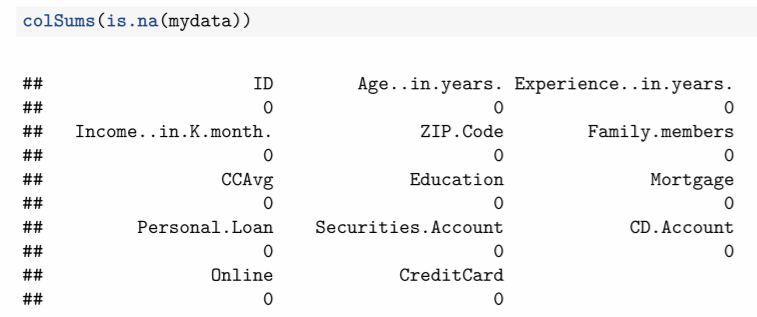 colSums(is.na(mydata))
## ID Age..in.years. Experience..in.years.
## 0 0 0
## Income..in.K.month. ZIP.Code Family.members
## 0 0 0
## CCAvg Education Mortgage
## 0 0 0
## Personal.Loan Securities.Account CD.Account
## 0 0 0
## Online CreditCard
## 0 0